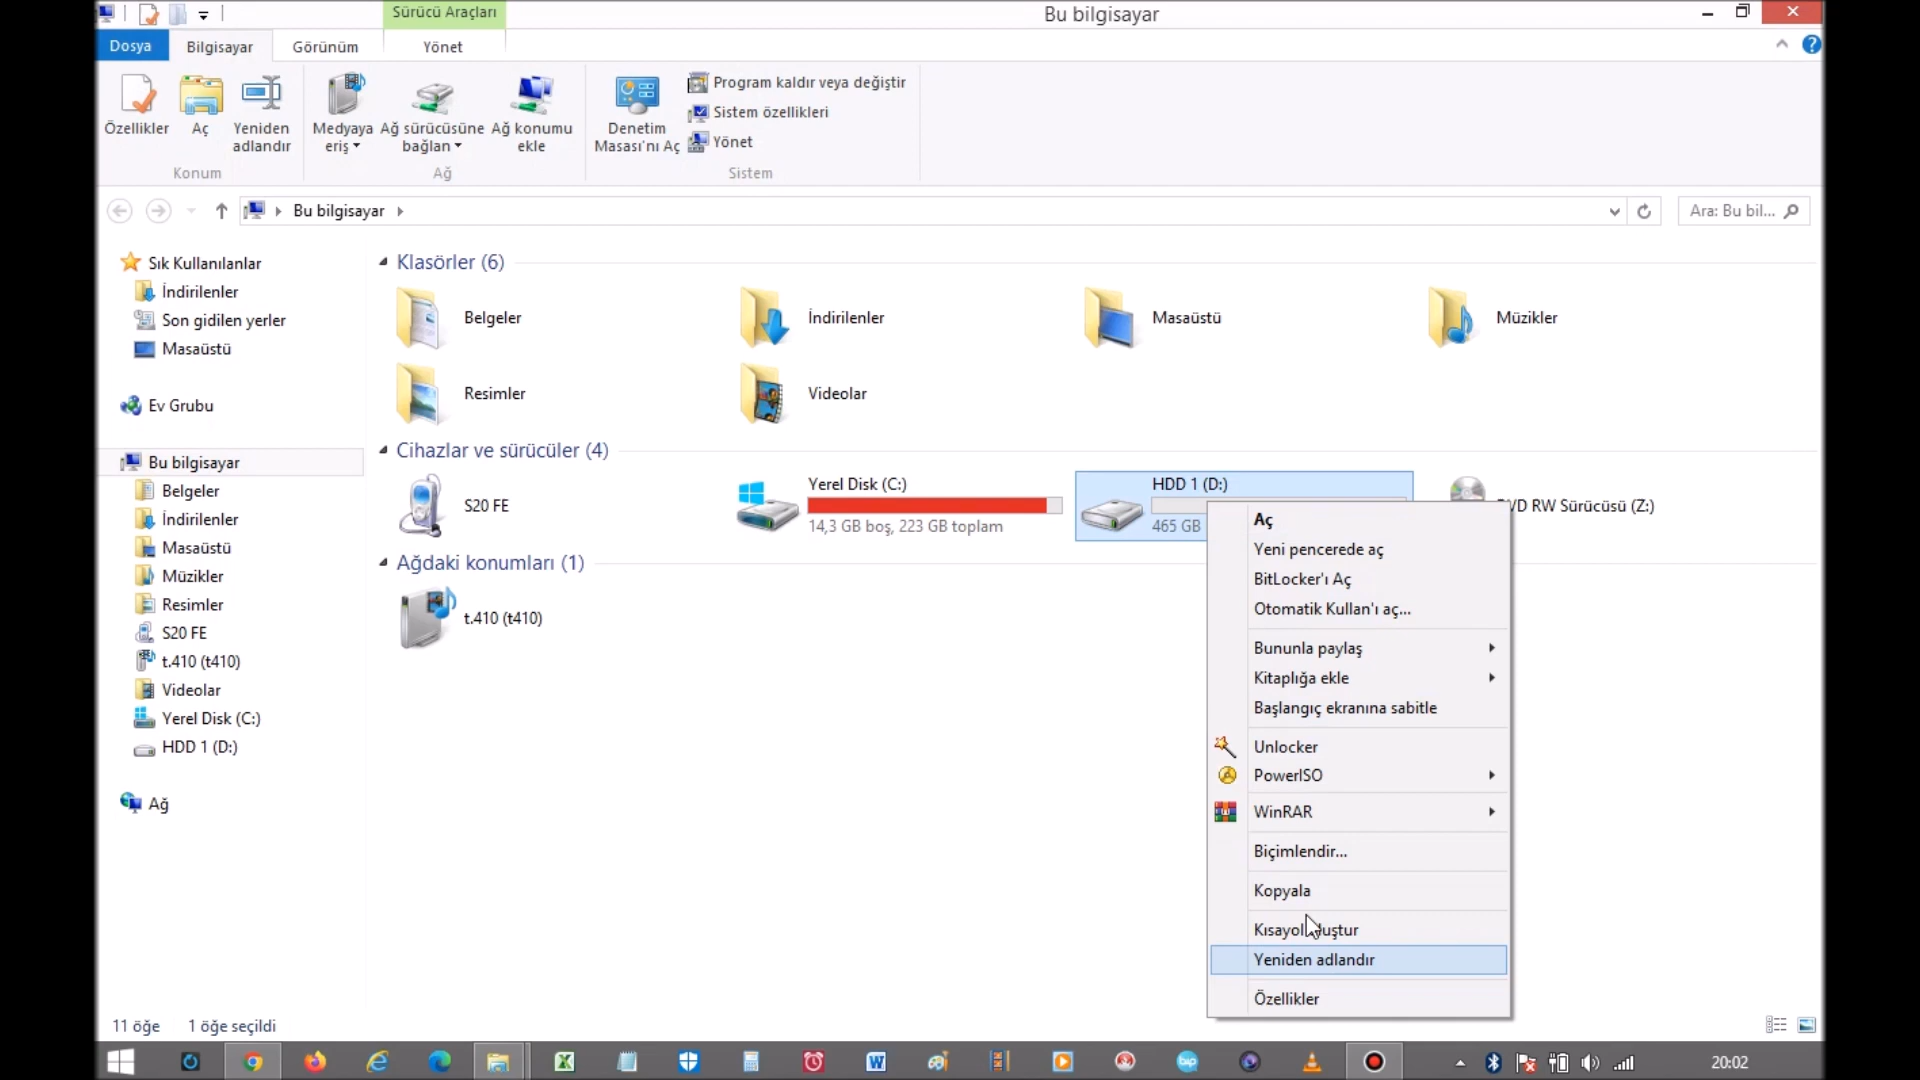 Sürücü Araçları
Bu bilgisayar
Dosya
Bilgisayar
Görünüm
Yönet
Özellikler
Aç
Yeniden
adlandır
Medyaya
eriş
Ağ sürücüsüne
bağlan
Ağ konumu
ekle
Denetim
Masası'nı Aç
Program kaldır veya değiştir
Sistem özellikleri
Yönet
Konum
Ağ
Sistem
Bu bilgisayar
Ara: Bu bil...
Sık Kullanılanlar
İndirilenler
Son gidilen yerler
Masaüstü
Ev Grubu
Bu bilgisayar
Belgeler
İndirilenler
Masaüstü
Müzikler
Resimler
S20 FE
t.410 (t410)
Videolar
Yerel Disk (C:)
HDD 1 (D:)
Ağ
Klasörler (6)
Belgeler
İndirilenler
Masaüstü
Müzikler
Resimler
Videolar
Cihazlar ve sürücüler (4)
S20 FE
Yerel Disk (C:)
14,3 GB boş, 223 GB toplam
HDD 1 (D:)
465 GB
RW Sürücüsü (Z:)
Ağdaki konumları (1)
t.410 (t410)
Aç
Yeni pencerede aç
BitLocker'ı Aç
Otomatik Kullan'ı aç...
Bununla paylaş
Kitaplığa ekle
Başlangıç ekranına sabitle
Unlocker
PowerISO
WinRAR
Biçimlendir...
Kopyala
Kısayol oluştur
Yeniden adlandır
Özellikler
11 öğe
1 öğe seçildi
20:02